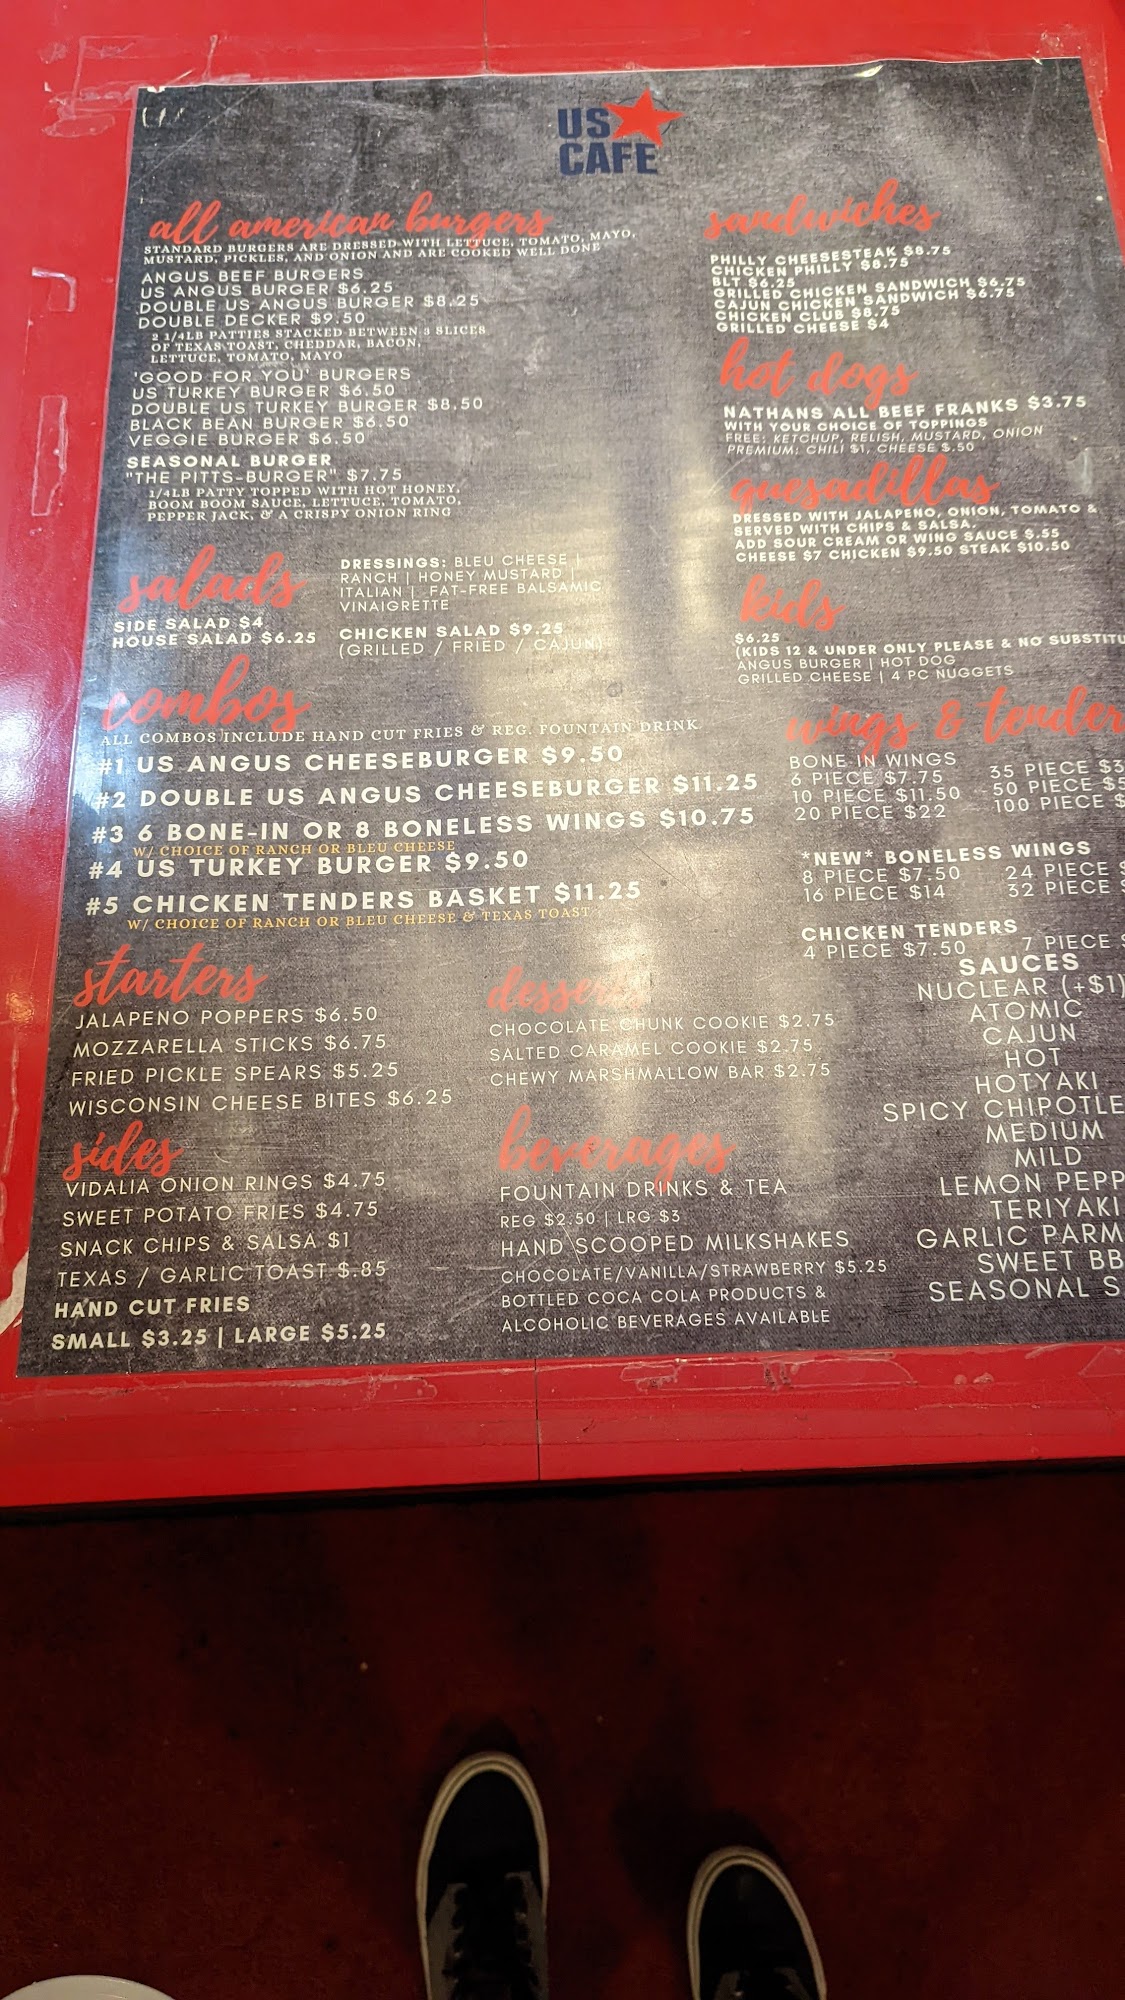 US
CAFE
all american burgers
STANDARD BURGERS ARE DRESSED WITH LETTUCE, TOMATO, MAYO,
MUSTARD, PICKLES, AND ONION AND ARE COOKED WELL DONE
ANGUS BEEF BURGERS
US ANGUS BURGER $6.25
DOUBLE US ANGUS BURGER $8.25
DOUBLE DECKER $9.50
2 1/4LB PATTIES STACKED BETWEEN 3 SLICES
OF TEXAS TOAST, CHEDDAR, BACON,
LETTUCE, TOMATO, MAYO
'GOOD FOR YOU' BURGERS
US TURKEY BURGER $6.50
DOUBLE US TURKEY BURGER $8.50
BLACK BEAN BURGER $6.50
VEGGIE BURGER $6.50
SEASONAL BURGER
"THE PITTS-BURGER" $7.75
1/4LB PATTY TOPPED WITH HOT HONEY,
BOOM BOOM SAUCE, LETTUCE, TOMATO,
PEPPER JACK, & A CRISPY ONION RING
salads
SIDE SALAD $4
HOUSE SALAD $6.25
DRESSINGS: BLEU CHEESE |
RANCH | HONEY MUSTARD |
ITALIAN | FAT-FREE BALSAMIC
VINAIGRETTE
CHICKEN SALAD $9.25
(GRILLED / FRIED / CAJUN)
combos
ALL COMBOS INCLUDE HAND CUT FRIES & REG. FOUNTAIN DRINK
#1 US ANGUS CHEESEBURGER $9.50
#2 DOUBLE US ANGUS CHEESEBURGER $11.25
#3 6 BONE-IN OR 8 BONELESS WINGS $10.75
W/ CHOICE OF RANCH OR BLEU CHEESE
#4 US TURKEY BURGER $9.50
#5 CHICKEN TENDERS BASKET $11.25
W/ CHOICE OF RANCH OR BLEU CHEESE & TEXAS TOAST
starters
JALAPENO POPPERS $6.50
MOZZARELLA STICKS $6.75
FRIED PICKLE SPEARS $5.25
WISCONSIN CHEESE BITES $6.25
sides
VIDALIA ONION RINGS $4.75
SWEET POTATO FRIES $4.75
SNACK CHIPS & SALSA $1
TEXAS / GARLIC TOAST $.85
HAND CUT FRIES
SMALL $3.25 | LARGE $5.25
desserts
CHOCOLATE CHUNK COOKIE $2.75
SALTED CARAMEL COOKIE $2.75
CHEWY MARSHMALLOW BAR $2.75
beverages
FOUNTAIN DRINKS & TEA
REG $2.50 | LRG $3
HAND SCOOPED MILKSHAKES
CHOCOLATE/VANILLA/STRAWBERRY $5.25
BOTTLED COCA COLA PRODUCTS &
ALCOHOLIC BEVERAGES AVAILABLE
sandwiches
PHILLY CHEESESTEAK $8.75
CHICKEN PHILLY $8.75
BLT $6.25
GRILLED CHICKEN SANDWICH $6.75
CAJUN CHICKEN SANDWICH $6.75
CHICKEN CLUB $8.75
GRILLED CHEESE $4
hot dogs
NATHANS ALL BEEF FRANKS $3.75
WITH YOUR CHOICE OF TOPPINGS
FREE: KETCHUP, RELISH, MUSTARD, ONION
PREMIUM: CHILI $1, CHEESE $.50
quesadillas
DRESSED WITH JALAPENO, ONION, TOMATO &
SERVED WITH CHIPS & SALSA.
ADD SOUR CREAM OR WING SAUCE $.55
CHEESE $7 CHICKEN $9.50 STEAK $10.50
kids
$6.25
(KIDS 12 & UNDER ONLY PLEASE & NO SUBSTITU
ANGUS BURGER | HOT DOG
GRILLED CHEESE | 4 PC NUGGETS
wings & tender
BONE IN WINGS
6 PIECE $7.75 35 PIECE $3
10 PIECE $11.50 50 PIECE $5
20 PIECE $22 100 PIECE $
*NEW* BONELESS WINGS
8 PIECE $7.50 24 PIECE $
16 PIECE $14 32 PIECE $
CHICKEN TENDERS
4 PIECE $7.50 7 PIECE $
SAUCES
NUCLEAR (+$1)
ATOMIC
CAJUN
HOT
HOTYAKI
SPICY CHIPOTLE
MEDIUM
MILD
LEMON PEPP
TERIYAKI
GARLIC PARM
SWEET BB
SEASONAL S